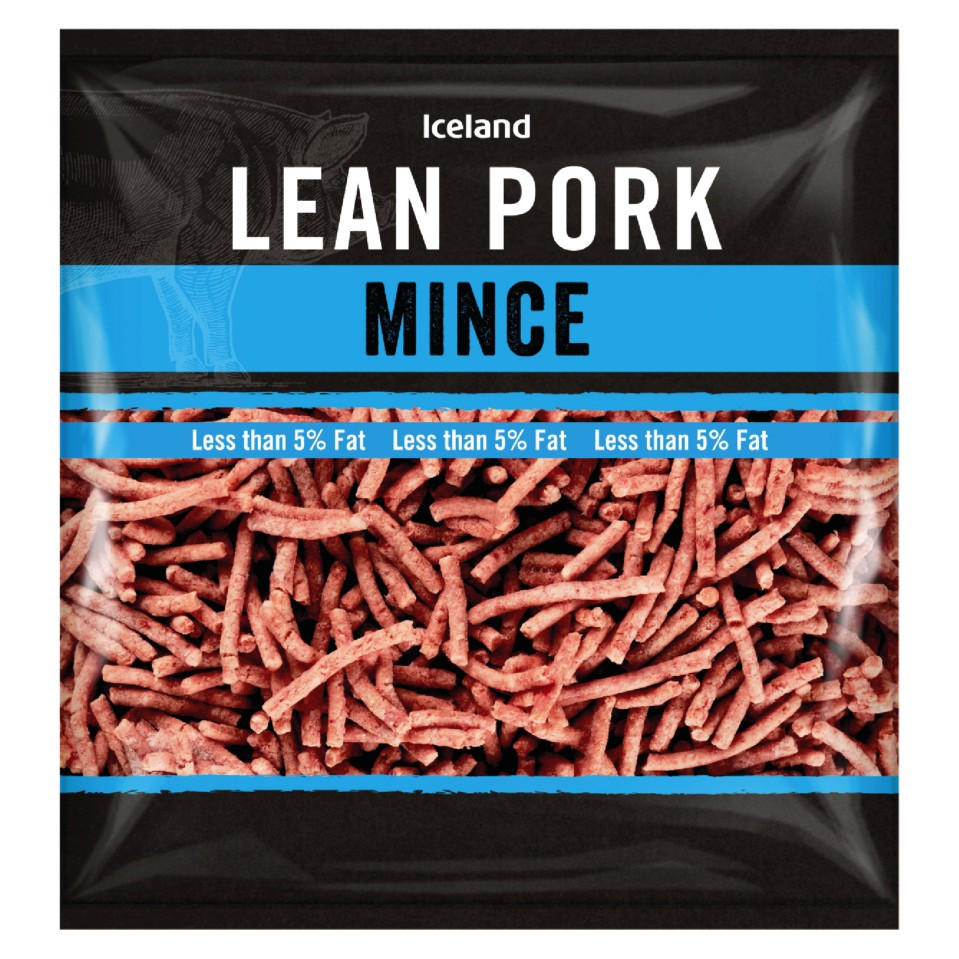 Iceland
LEAN PORK
MINCE
Less than 5% Fat Less than 5% Fat Less than 5% Fat